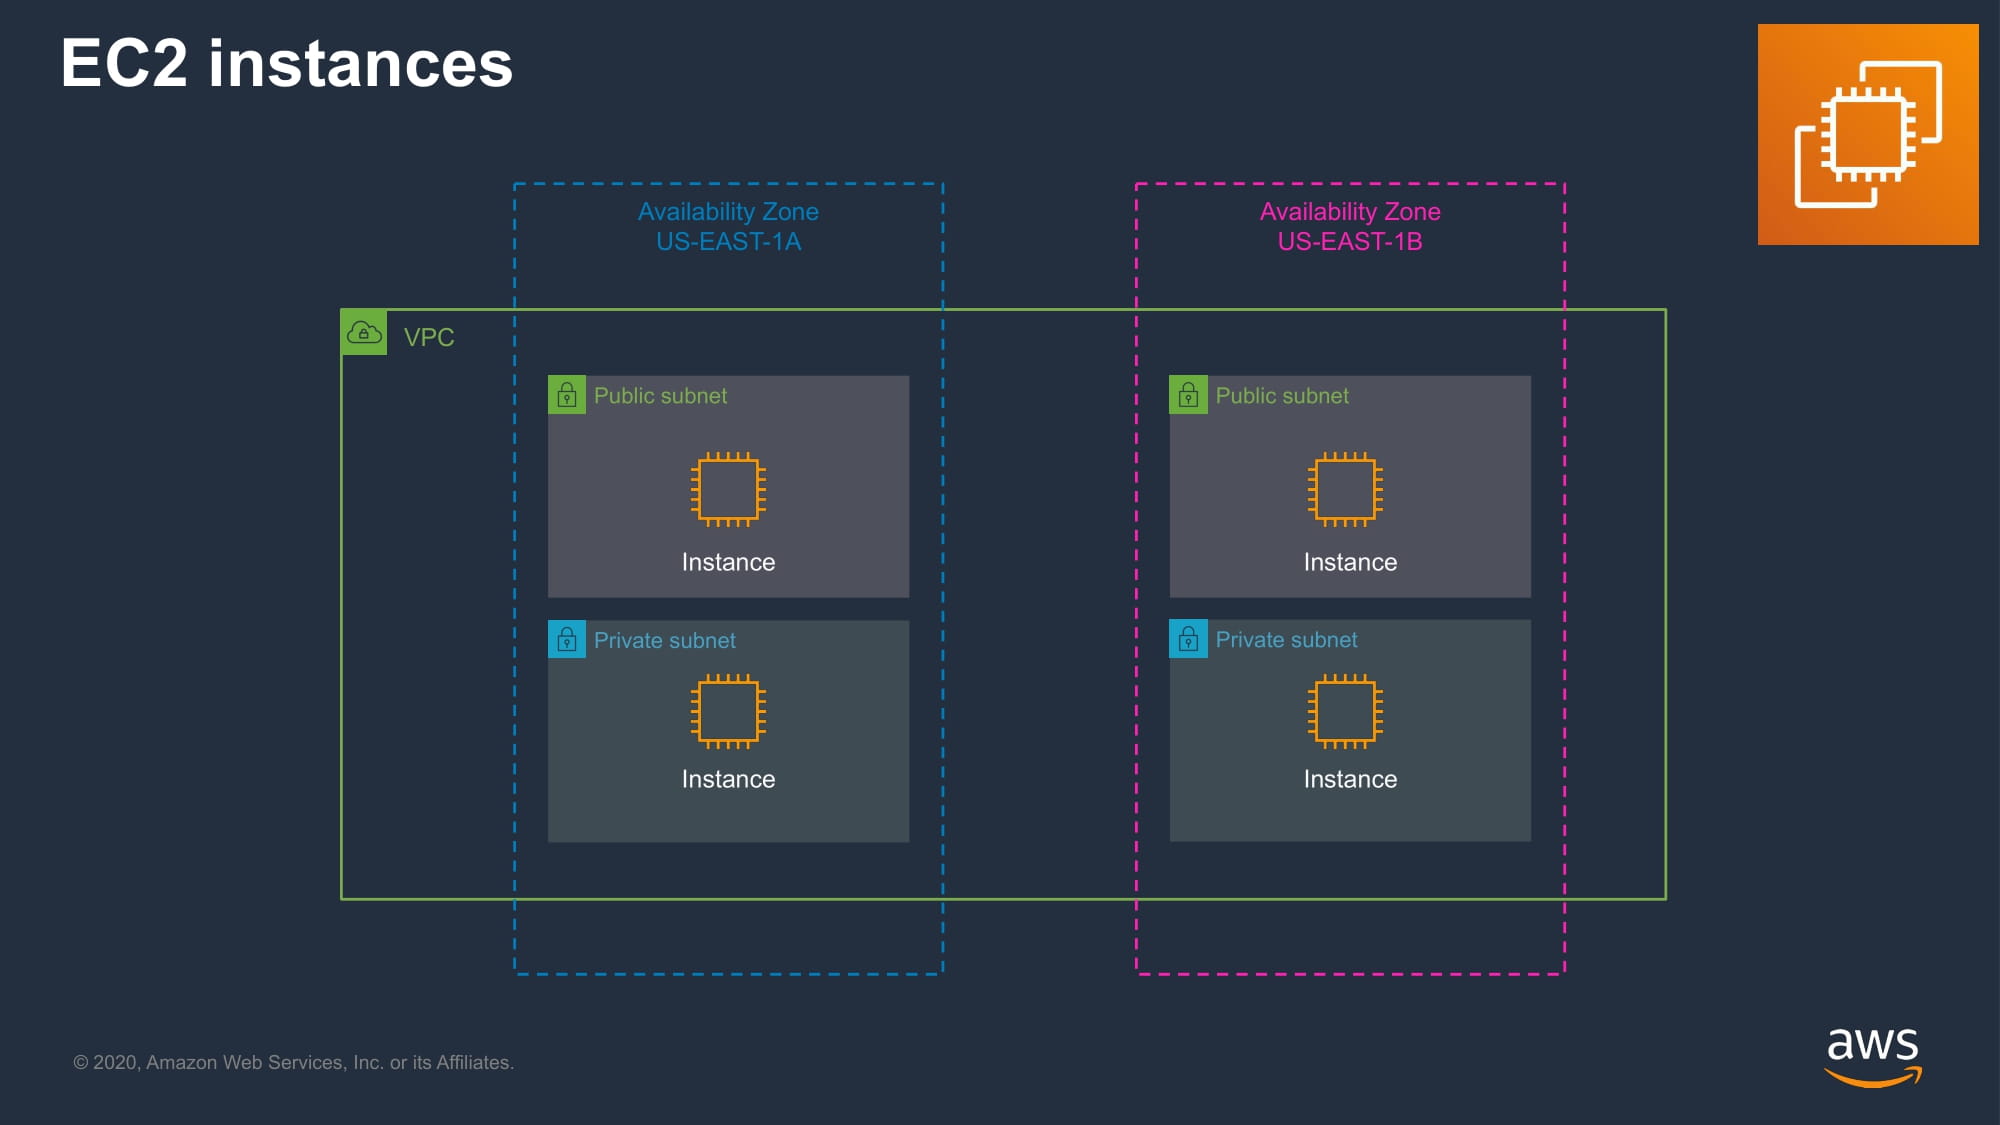 EC2 instances
Availability Zone
US-EAST-1A
Availability Zone
US-EAST-1B
VPC
Public subnet
Instance
Private subnet
Instance
Public subnet
Instance
Private subnet
Instance
© 2020, Amazon Web Services, Inc. or its Affiliates.
aws